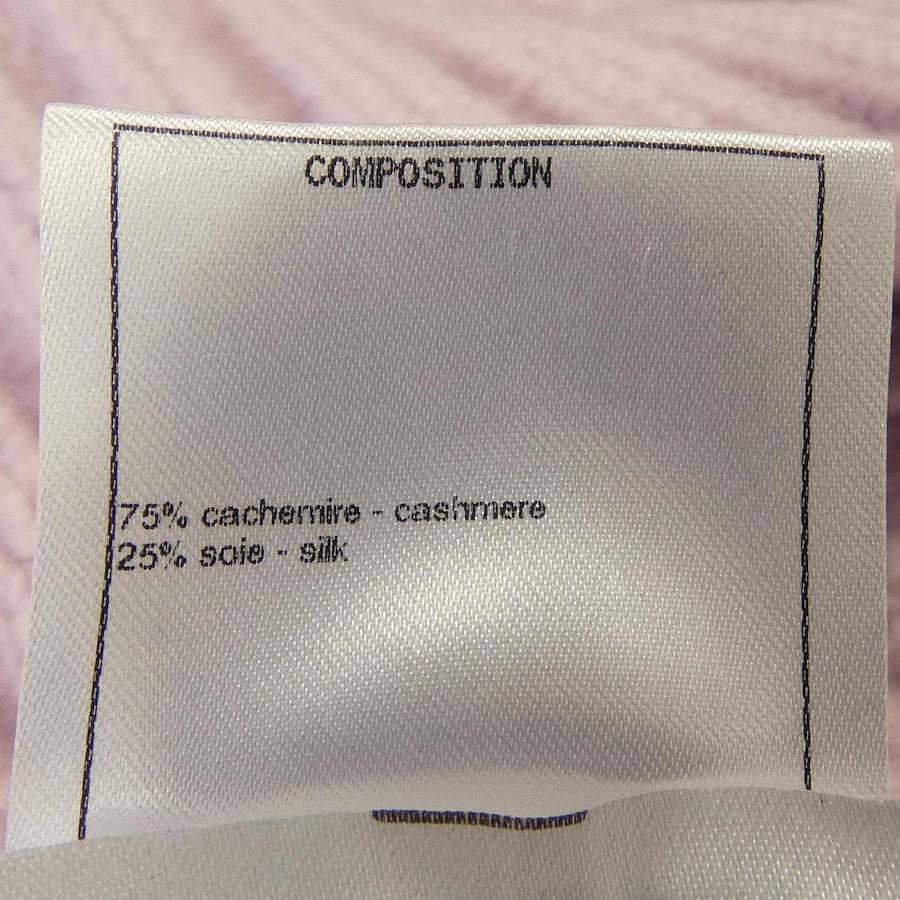 COMPOSITION
75% cachemire - cashmere
25% soie - silk